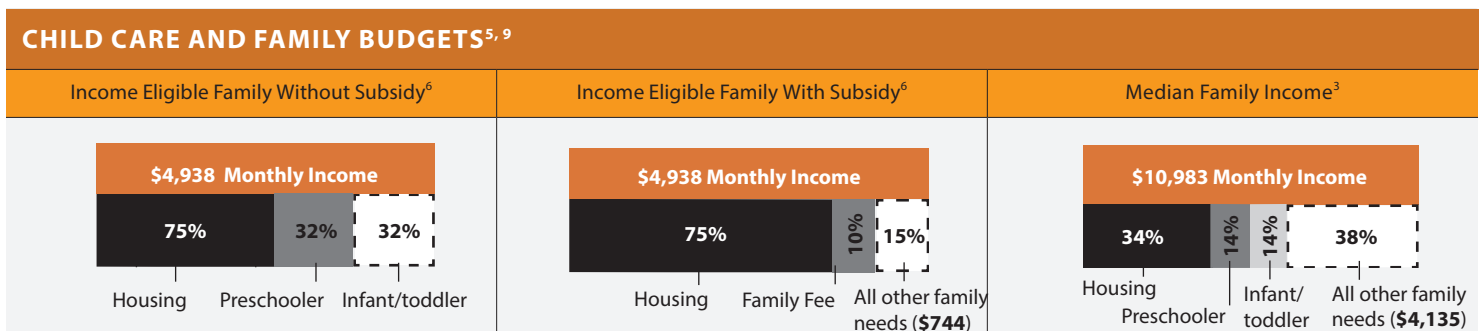 CHILD CARE AND FAMILY BUDGETS5, 9
Income Eligible Family Without Subsidy6
Income Eligible Family With Subsidy6
Median Family Income3
$4,938 Monthly Income
75%
32%
32%
Housing
Preschooler
Infant/toddler
$4,938 Monthly Income
75%
10%
15%
Housing
Family Fee
All other family
needs ($744)
$10,983 Monthly Income
34%
14%
14%
38%
Housing
Preschooler
Infant/
toddler
All other family
needs ($4,135)